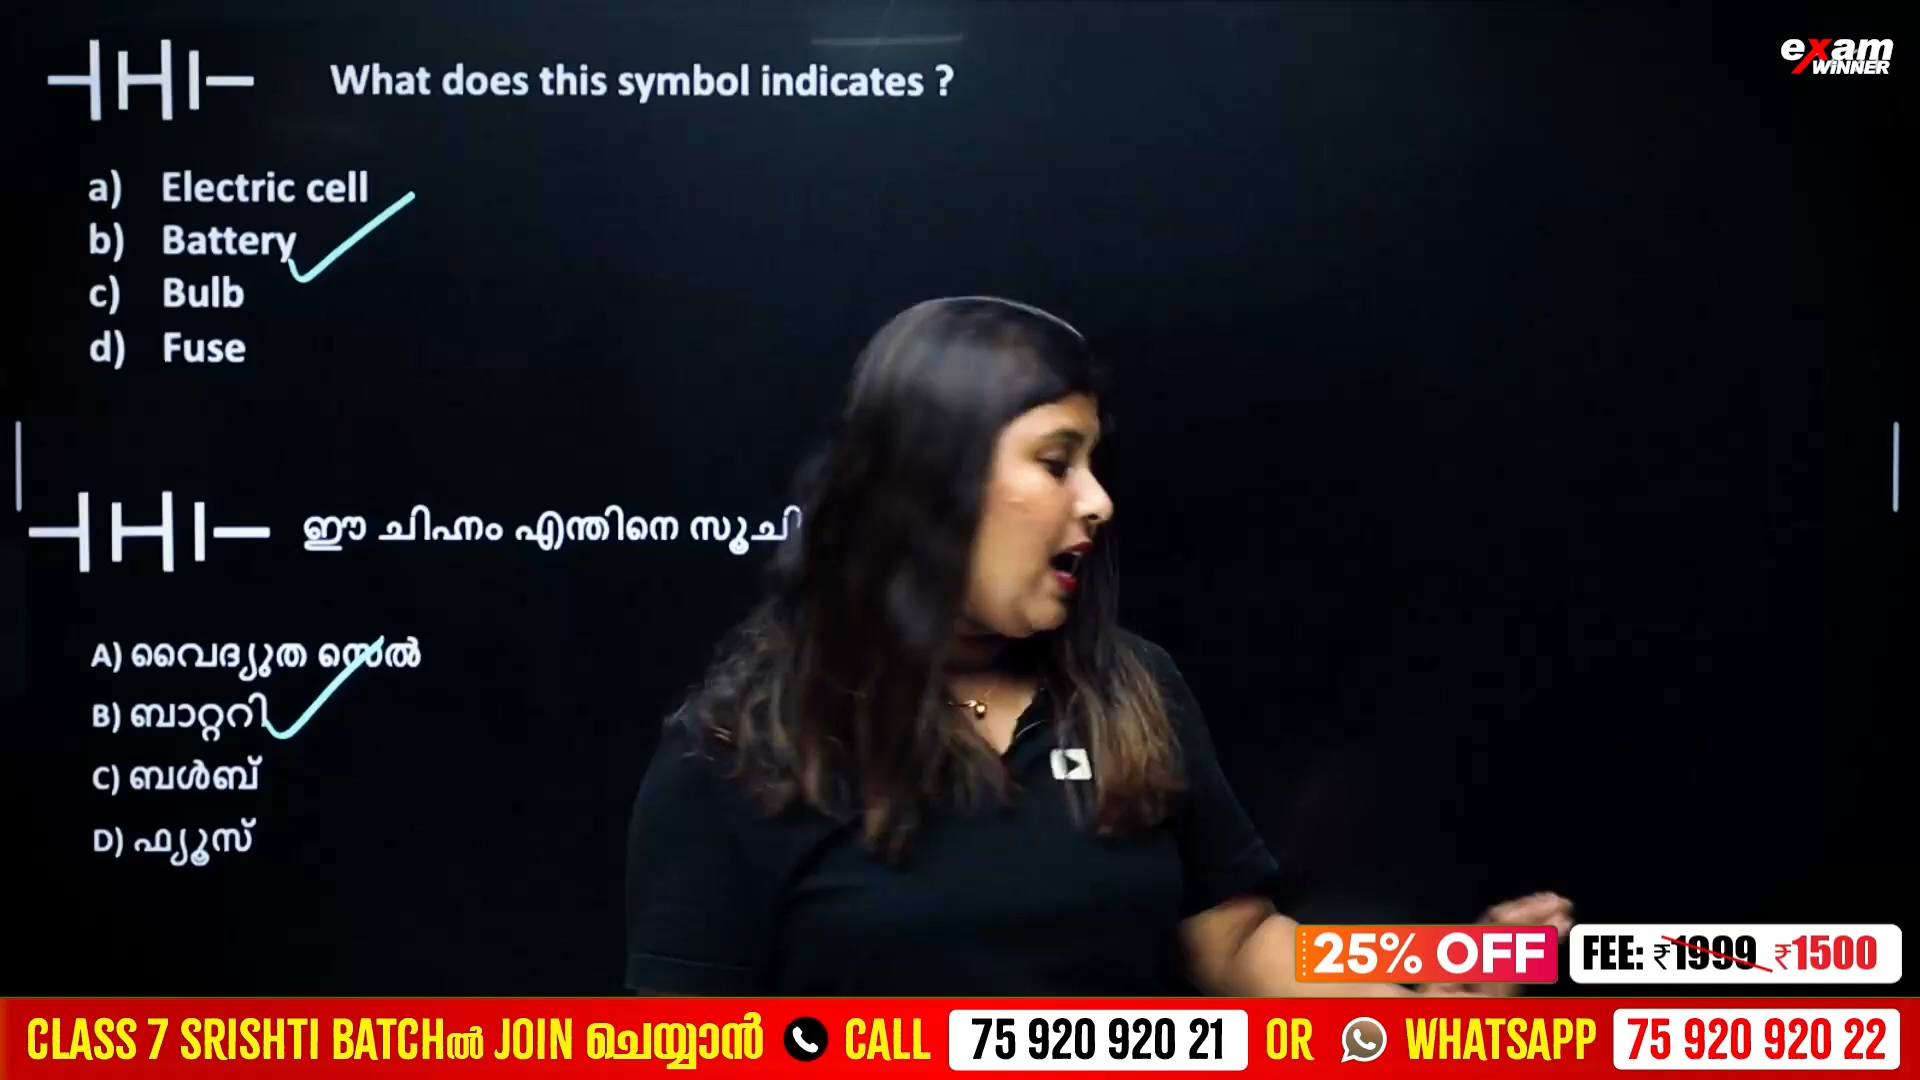 What does this symbol indicates ?
exam
WINNER
a) Electric cell
b) Battery
c) Bulb
d) Fuse
ഈ ചിഹ്നം എന്തിനെ സൂചി
A) വൈദ്യുത സെൽ
B) ബാറ്ററി
C) ബൾബ്
D) ഫ്യൂസ്
25% OFF FEE: ₹1999 ₹1500
CLASS 7 SRISHTI BATCHൽ JOIN ചെയ്യാൻ CALL 75 920 920 21 OR WHATSAPP 75 920 920 22